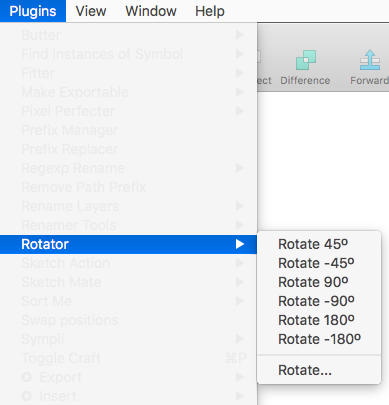 Plugins View Window Help
Butter
Find Instances of Symbol
Fitter
Make Exportable
Pixel Perfecter
Prefix Manager
Prefix Replacer
Regexp Rename
Remove Path Prefix
Rename Layers
Renamer Tools
Rotator
Sketch Action
Sketch Mate
Sort Me
Swap positions
Sympli
Toggle Craft ⌘P
Export
Insert
ect Difference Forward
Rotate 45º
Rotate -45º
Rotate 90º
Rotate -90º
Rotate 180º
Rotate -180º
Rotate...